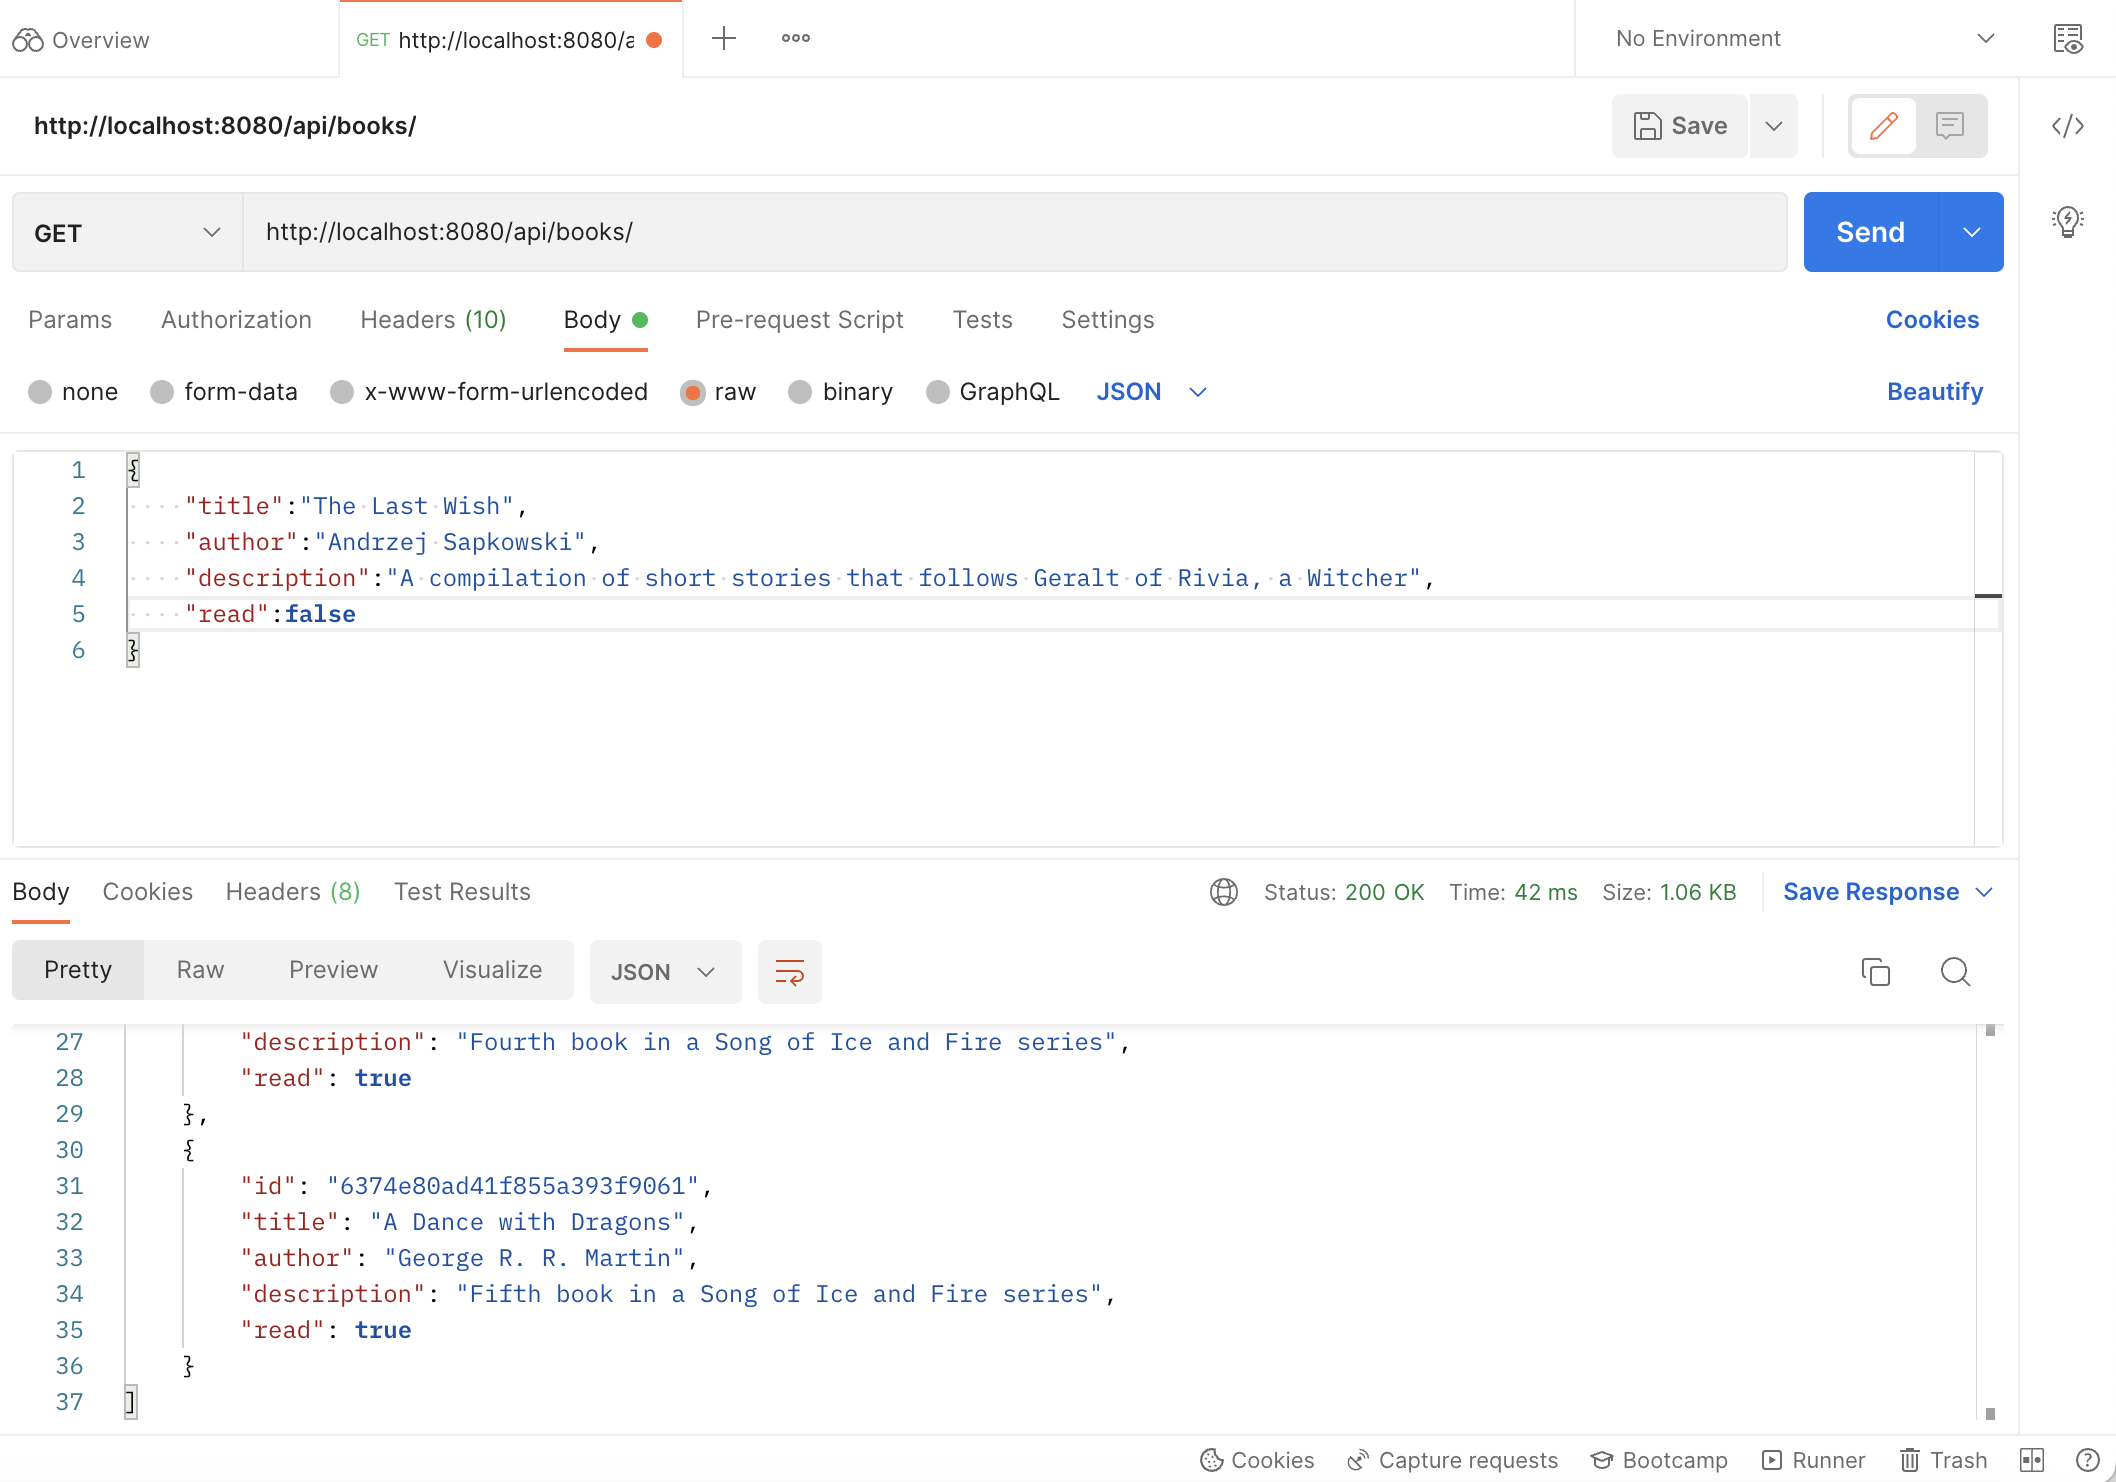 Overview
GET http://localhost:8080/a
No Environment
http://localhost:8080/api/books/
Save
GET http://localhost:8080/api/books/ Send
Params Authorization Headers (10) Body Pre-request Script Tests Settings Cookies
none form-data x-www-form-urlencoded raw binary GraphQL JSON Beautify
1 {
2 "title":"The Last Wish",
3 "author":"Andrzej Sapkowski",
4 "description":"A compilation of short stories that follows Geralt of Rivia, a Witcher",
5 "read":false
6 }
Body Cookies Headers (8) Test Results Status: 200 OK Time: 42 ms Size: 1.06 KB Save Response
Pretty Raw Preview Visualize JSON
27 "description": "Fourth book in a Song of Ice and Fire series",
28 "read": true
29 },
30 {
31 "id": "6374e80ad41f855a393f9061",
32 "title": "A Dance with Dragons",
33 "author": "George R. R. Martin",
34 "description": "Fifth book in a Song of Ice and Fire series",
35 "read": true
36 }
37 ]
Cookies Capture requests Bootcamp Runner Trash